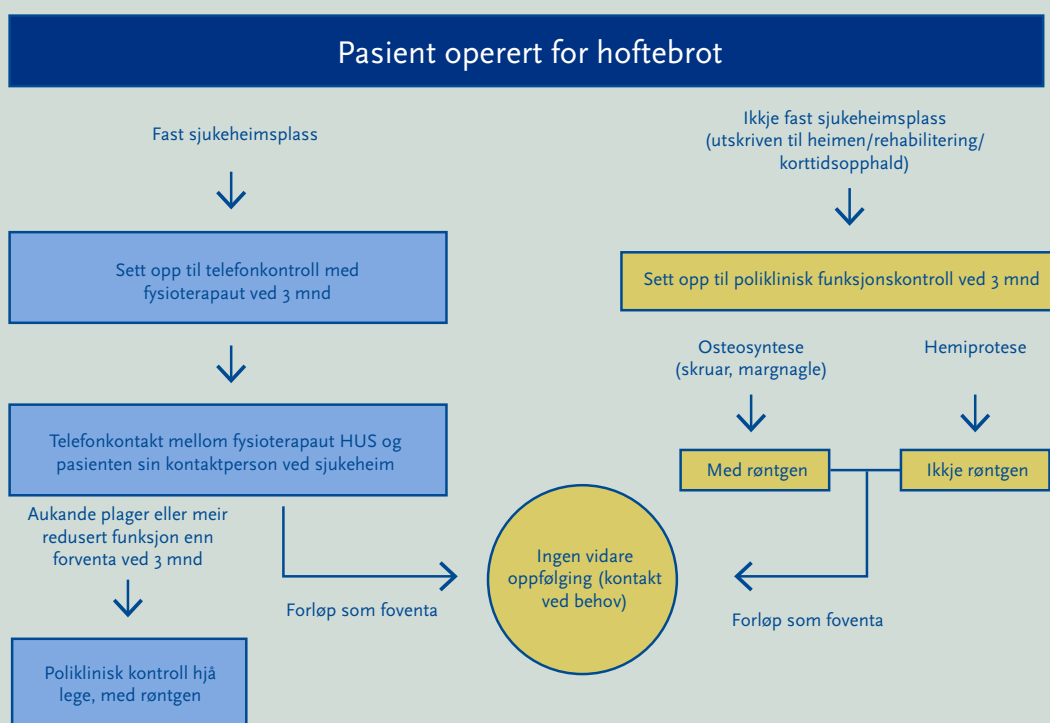 Pasient operert for hoftebrot
Fast sjukeheimsplass
Sett opp til telefonkontroll med
fysioterapaut ved 3 mnd
Telefonkontakt mellom fysioterapaut HUS og
pasienten sin kontaktperson ved sjukeheim
Aukande plager eller meir
redusert funksjon enn
forventa ved 3 mnd
Poliklinisk kontroll hjå
lege, med røntgen
Forløp som foventa
Ingen vidare
oppfølging (kontakt
ved behov)
Ikkje fast sjukeheimsplass
(utskriven til heimen/rehabilitering/
korttidsopphald)
Sett opp til poliklinisk funksjonskontroll ved 3 mnd
Osteosyntese
(skruar, margnagle)
Med røntgen
Hemiprotese
Ikkje røntgen
Forløp som foventa